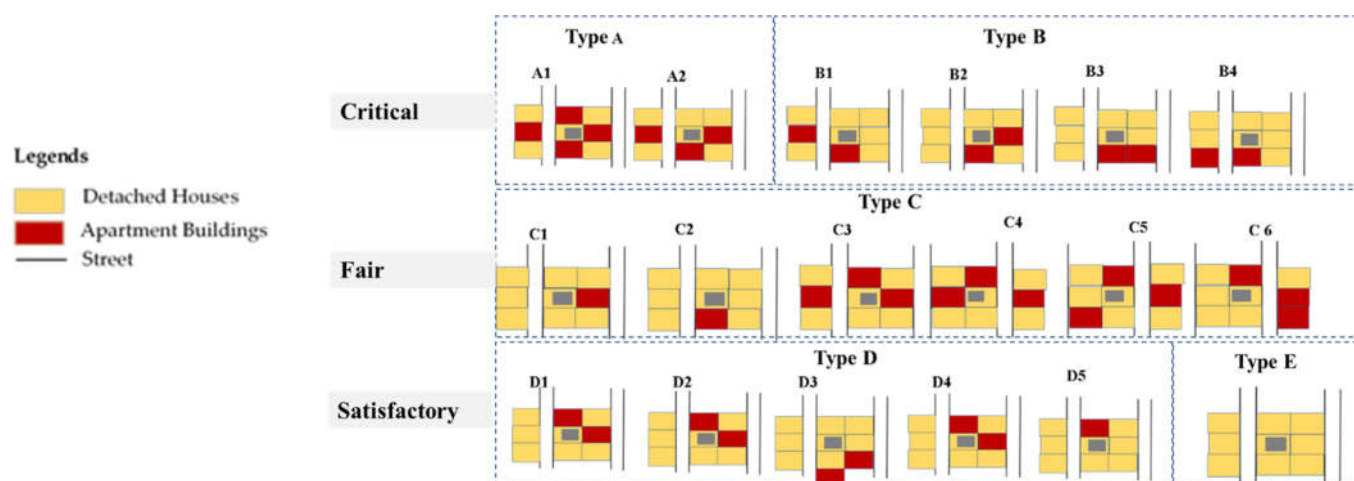 Type A
Type B
A1
A2
B1
B2
B3
B4
Critical
Legends
Detached Houses
Apartment Buildings
Street
Type C
C1
C2
C3
C4
C5
C 6
Fair
Type D
Type E
D1
D2
D3
D4
D5
Satisfactory